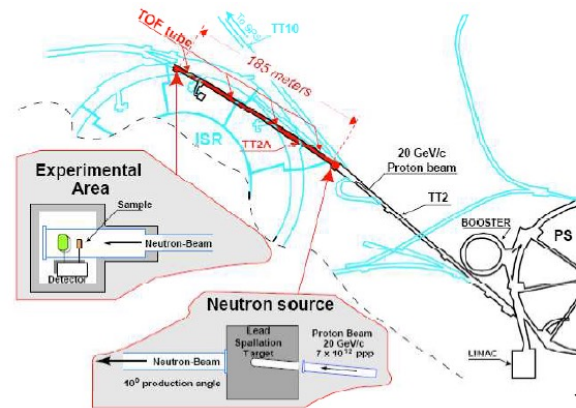 TT10
TOF tube
185 meters
ISR
TT2A
20 GeV/c
Proton beam
TT2
BOOSTER
PS
LINAC
Experimental
Area
Sample
Neutron-Beam
Detector
Neutron source
Lead
Spallation
Target
Proton Beam
20 GeV/c
7 x 10¹² ppp
Neutron-Beam
10⁰ production angle